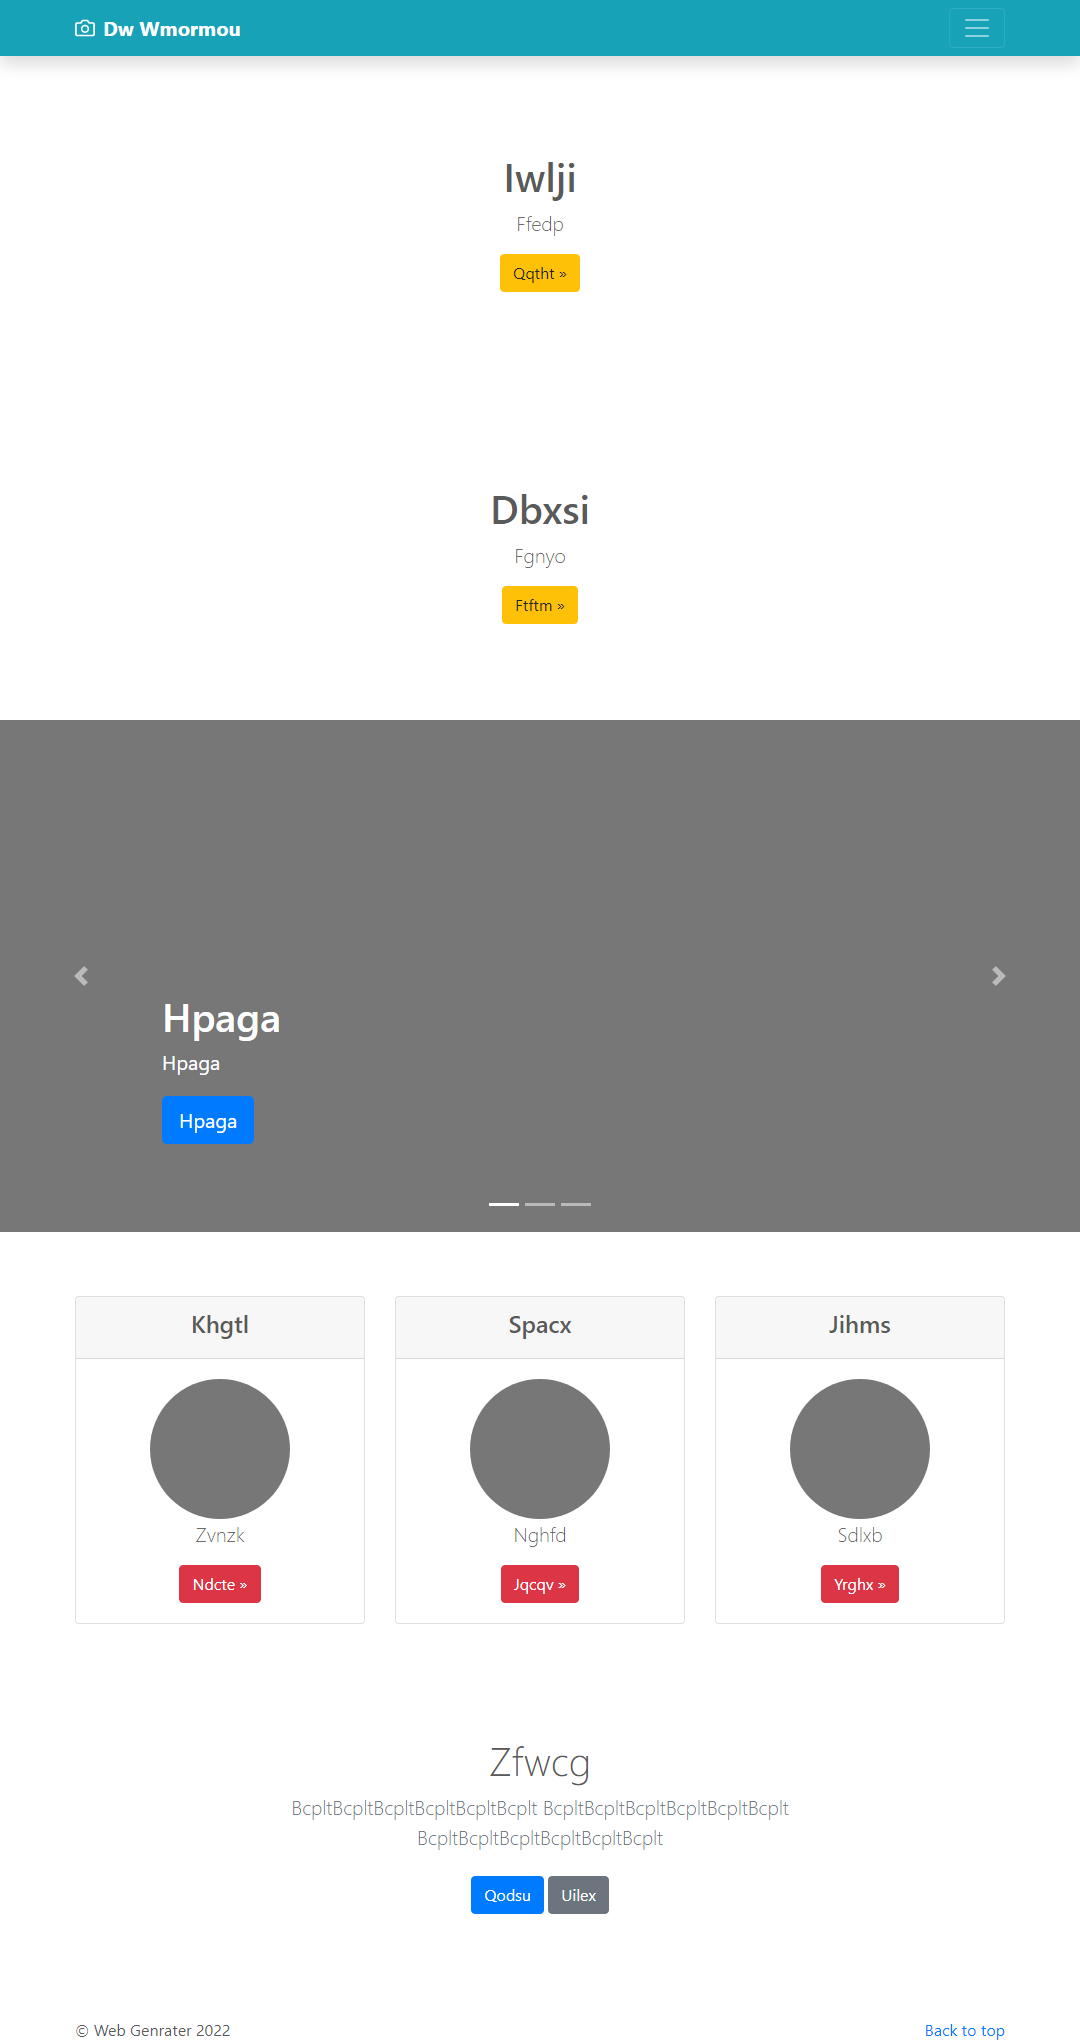 Dw Wmormou
Iwlji
Ffedp
Qqtht »
Dbxsi
Fgnyo
Ftftm »
Hpaga
Hpaga
Hpaga
Khgtl
Zvnzk
Ndcte »
Spacx
Nghfd
Jqcqv »
Jihms
Sdlxb
Yrghx »
Zfwcg
BcpltBcpltBcpltBcpltBcpltBcplt BcpltBcpltBcpltBcpltBcpltBcplt
BcpltBcpltBcpltBcpltBcpltBcplt
Qodsu Uilex
© Web Genrater 2022
Back to top